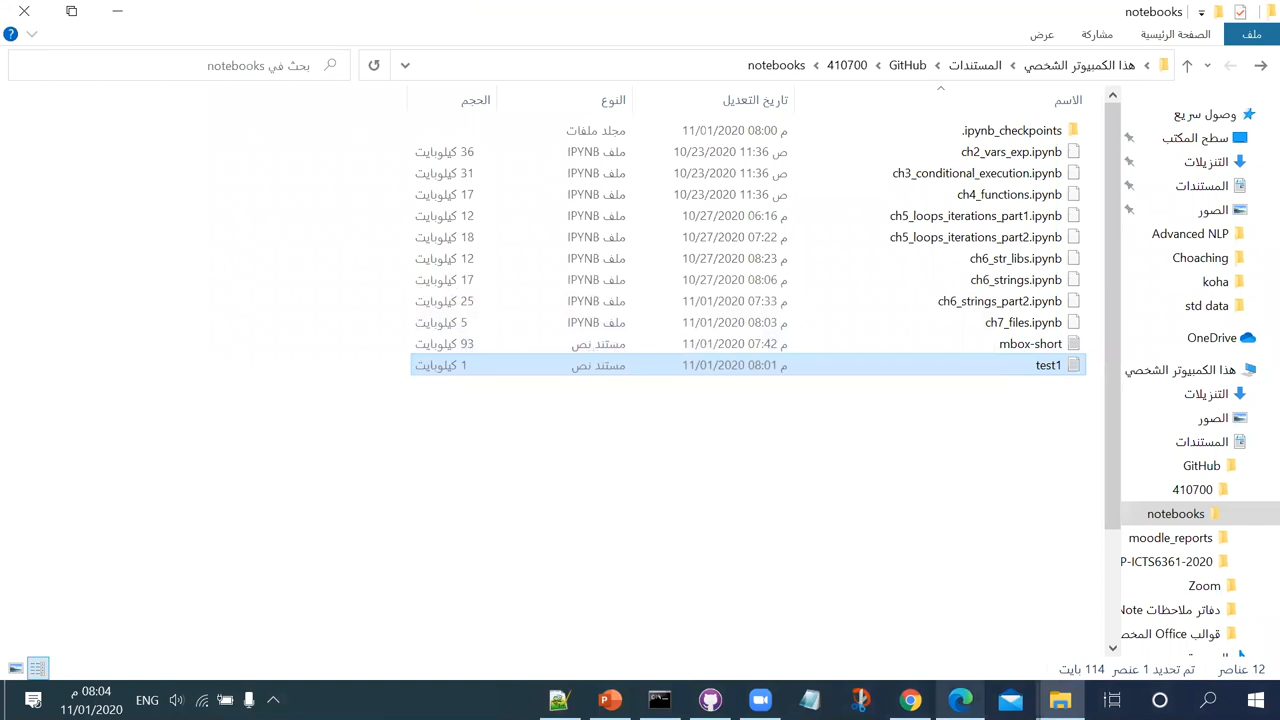 notebooks
ملف
الصفحة الرئيسية
مشاركة
عرض
هذا الكمبيوتر الشخصي
المستندات
GitHub
410700
notebooks
بحث في notebooks
الاسم تاريخ التعديل النوع الحجم
.ipynb_checkpoints 11/01/2020 08:00 م مجلد ملفات
ch2_vars_exp.ipynb 10/23/2020 11:36 ص ملف IPYNB 36 كيلوبايت
ch3_conditional_execution.ipynb 10/23/2020 11:36 ص ملف IPYNB 31 كيلوبايت
ch4_functions.ipynb 10/23/2020 11:36 ص ملف IPYNB 17 كيلوبايت
ch5_loops_iterations_part1.ipynb 10/27/2020 06:16 م ملف IPYNB 12 كيلوبايت
ch5_loops_iterations_part2.ipynb 10/27/2020 07:22 م ملف IPYNB 18 كيلوبايت
ch6_str_libs.ipynb 10/27/2020 08:23 م ملف IPYNB 12 كيلوبايت
ch6_strings.ipynb 10/27/2020 08:06 م ملف IPYNB 17 كيلوبايت
ch6_strings_part2.ipynb 11/01/2020 07:33 م ملف IPYNB 25 كيلوبايت
ch7_files.ipynb 11/01/2020 08:03 م ملف IPYNB 5 كيلوبايت
mbox-short 11/01/2020 07:42 م مستند نص 93 كيلوبايت
test1 11/01/2020 08:01 م مستند نص 1 كيلوبايت
وصول سريع
سطح المكتب
التنزيلات
المستندات
الصور
Advanced NLP
Choaching
koha
std data
OneDrive
هذا الكمبيوتر الشخصي
التنزيلات
الصور
المستندات
GitHub
410700
notebooks
moodle_reports
P-ICTS6361-2020
Zoom
دفاتر ملاحظات Note
قوالب Office المخص
12 عناصر تم تحديد 1 عنصر 114 بايت
ENG
08:04 م
11/01/2020